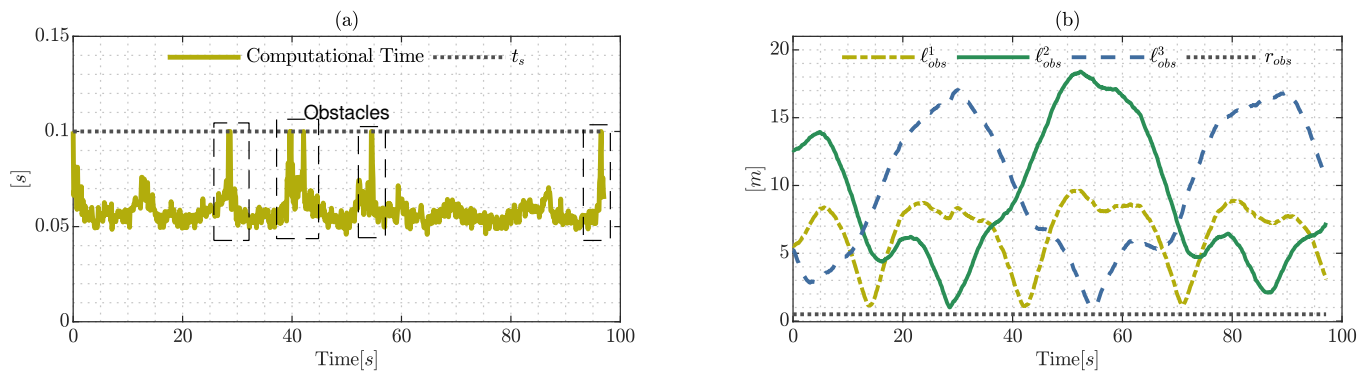 (a)
0.15
Computational Time
t_s
Obstacles
0.1
[s]
0.05
0
0 20 40 60 80 100
Time[s]
(b)
20
ℓ¹_obs ℓ²_obs ℓ³_obs r_obs
15
[m]
10
5
0
0 20 40 60 80 100
Time[s]